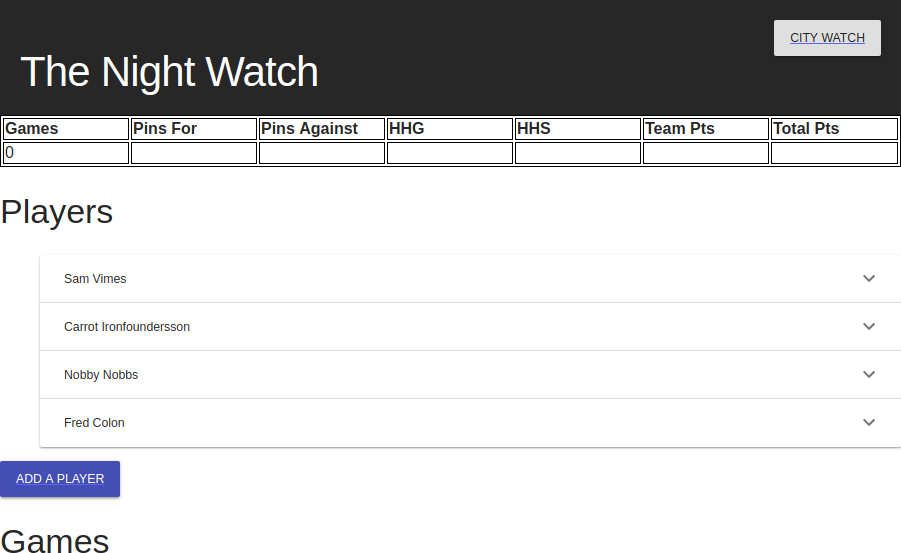 CITY WATCH
The Night Watch
Games Pins For Pins Against HHG HHS Team Pts Total Pts
0
Players
Sam Vimes
Carrot Ironfoundersson
Nobby Nobbs
Fred Colon
ADD A PLAYER
Games